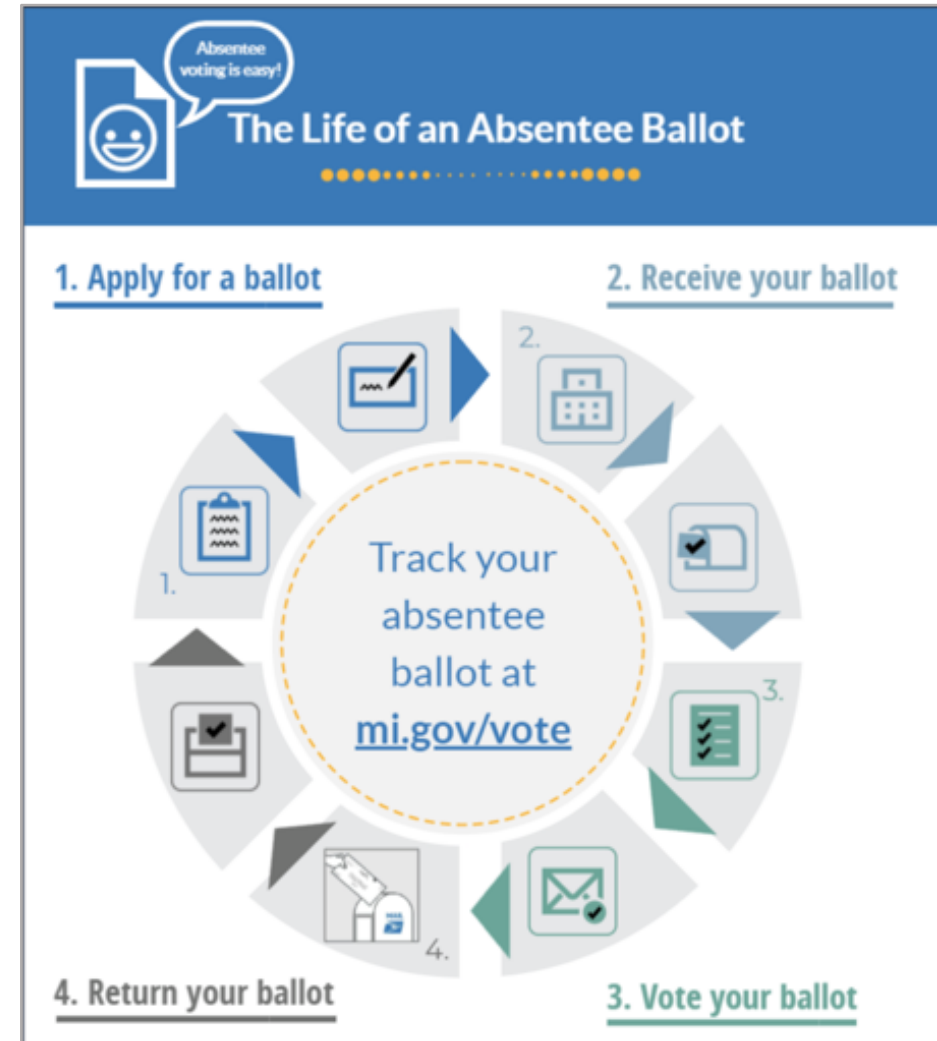 Absentee
voting is easy!
The Life of an Absentee Ballot
1. Apply for a ballot
2. Receive your ballot
2.
1.
Track your
absentee
ballot at
mi.gov/vote
3.
MAIL
4.
4. Return your ballot
3. Vote your ballot